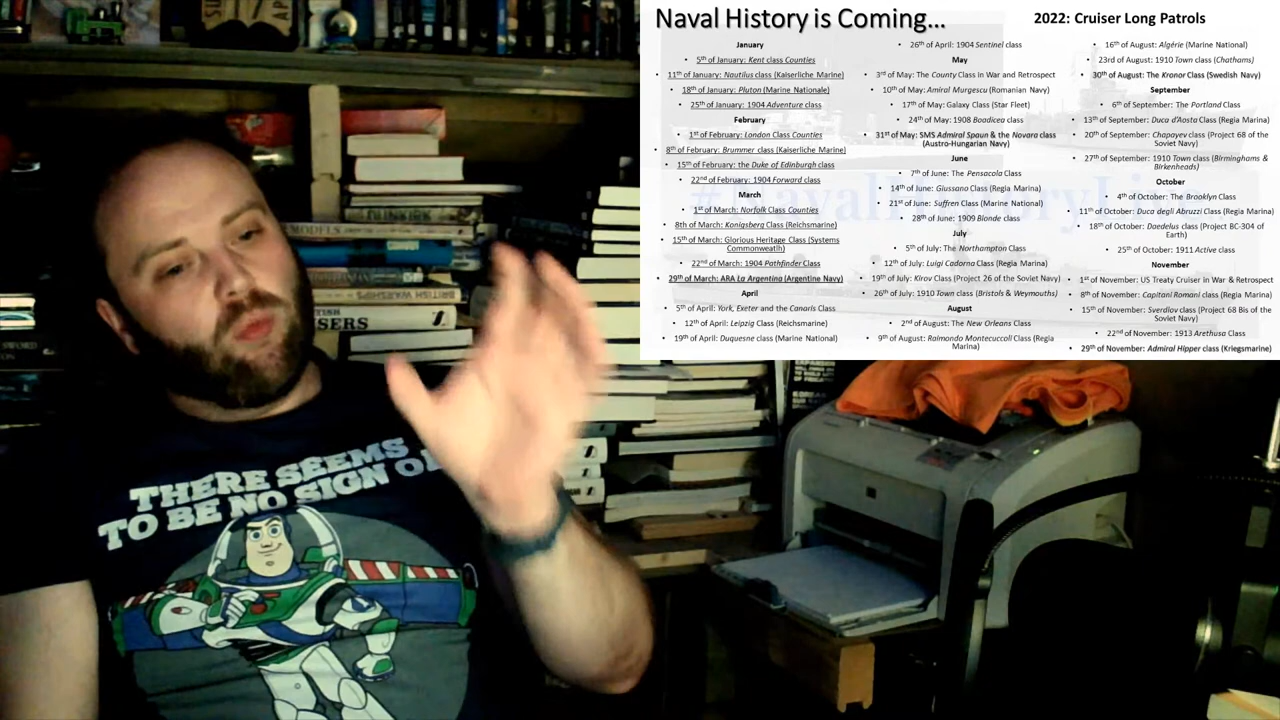 Naval History is Coming...
2022: Cruiser Long Patrols
January
• 5th of January: Kent class Counties
• 11th of January: Nautilus class (Kaiserliche Marine)
• 18th of January: Pluton (Marine Nationale)
• 25th of January: 1904 Adventure class
February
• 1st of February: London Class Counties
• 8th of February: Brummer class (Kaiserliche Marine)
• 15th of February: the Duke of Edinburgh class
• 22nd of February: 1904 Forward class
March
• 1st of March: Norfolk Class Counties
• 8th of March: Konigsberg Class (Reichsmarine)
• 15th of March: Glorious Heritage Class (Systems
Commonwealth)
• 22nd of March: 1904 Pathfinder Class
• 29th of March: ARA La Argentina (Argentine Navy)
April
• 5th of April: York, Exeter and the Canaris Class
• 12th of April: Leipzig Class (Reichsmarine)
• 19th of April: Duquesne class (Marine National)
• 26th of April: 1904 Sentinel class
May
• 3rd of May: The County Class in War and Retrospect
• 10th of May: Amiral Murgescu (Romanian Navy)
• 17th of May: Galaxy Class (Star Fleet)
• 24th of May: 1908 Boadicea class
• 31st of May: SMS Admiral Spaun & the Novara class
(Austro-Hungarian Navy)
June
• 7th of June: The Pensacola Class
• 14th of June: Giussano Class (Regia Marina)
• 21st of June: Suffren Class (Marine National)
• 28th of June: 1909 Blonde class
July
• 5th of July: The Northampton Class
• 12th of July: Luigi Cadorna Class (Regia Marina)
• 19th of July: Kirov Class (Project 26 of the Soviet Navy)
• 26th of July: 1910 Town class (Bristols & Weymouths)
August
• 2nd of August: The New Orleans Class
• 9th of August: Raimondo Montecuccoli Class (Regia
Marina)
• 16th of August: Algérie (Marine National)
• 23rd of August: 1910 Town class (Chathams)
• 30th of August: The Kronor Class (Swedish Navy)
September
• 6th of September: The Portland Class
• 13th of September: Duca d'Aosta Class (Regia Marina)
• 20th of September: Chapayev class (Project 68 of the
Soviet Navy)
• 27th of September: 1910 Town class (Birminghams &
Birkenheads)
October
• 4th of October: The Brooklyn Class
• 11th of October: Duca degli Abruzzi Class (Regia Marina)
• 18th of October: Daedelus class (Project BC-304 of
Earth)
• 25th of October: 1911 Active class
November
• 1st of November: US Treaty Cruiser in War & Retrospect
• 8th of November: Capitani Romani class (Regia Marina)
• 15th of November: Sverdlov class (Project 68 Bis of the
Soviet Navy)
• 22nd of November: 1913 Arethusa Class
• 29th of November: Admiral Hipper class (Kriegsmarine)
DUNKIRK
MODELS
BRITISH WARSHIPS
THERE SEEMS
TO BE NO SIGN OF